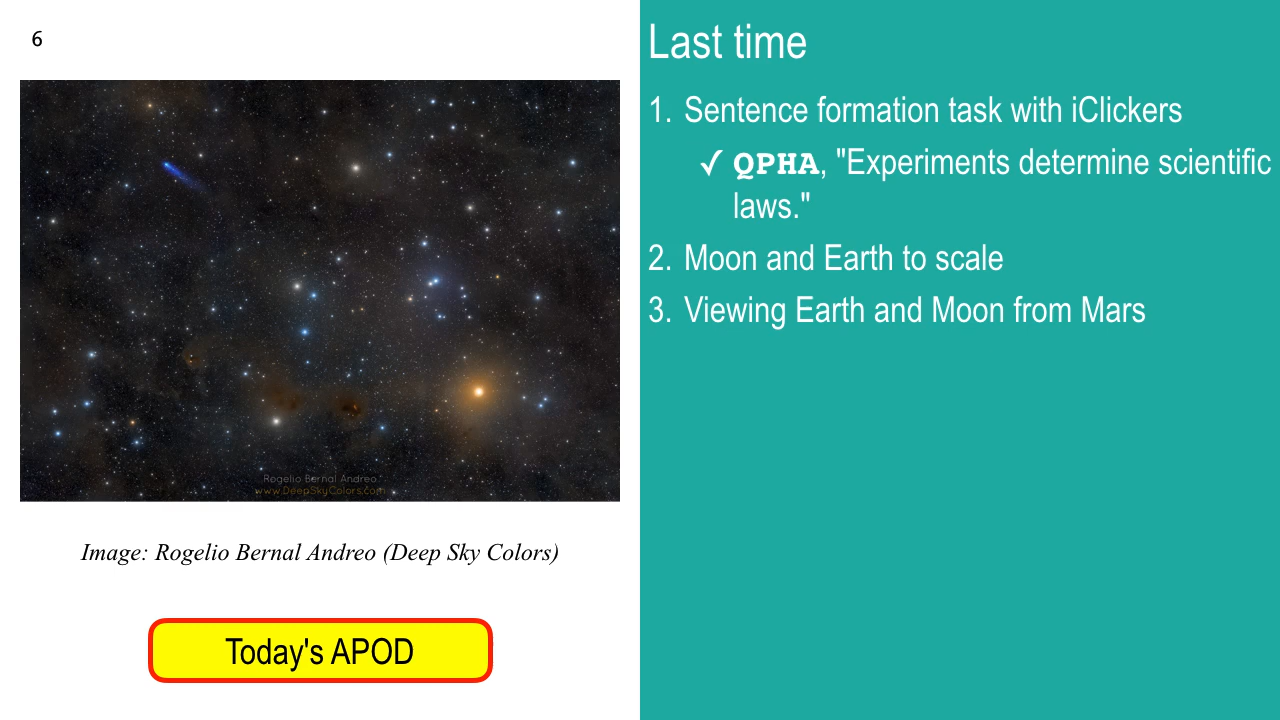 6
Rogelio Bernal Andreo
www.DeepSkyColors.com
Image: Rogelio Bernal Andreo (Deep Sky Colors)
Today's APOD
Last time
1. Sentence formation task with iClickers
✓ QPHA, "Experiments determine scientific
laws."
2. Moon and Earth to scale
3. Viewing Earth and Moon from Mars